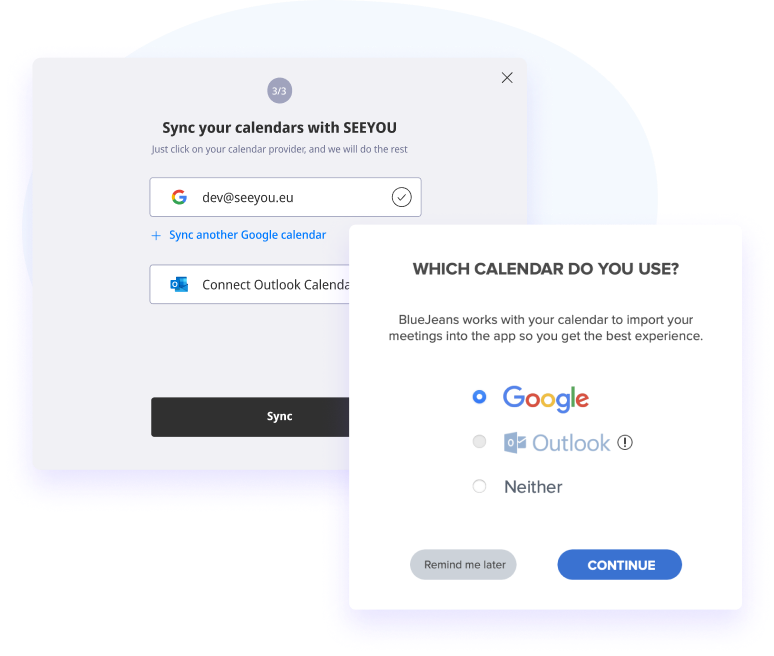 3/3
Sync your calendars with SEEYOU
Just click on your calendar provider, and we will do the rest
dev@seeyou.eu
+ Sync another Google calendar
Connect Outlook Calenda
Sync
WHICH CALENDAR DO YOU USE?
BlueJeans works with your calendar to import your
meetings into the app so you get the best experience.
Google
Outlook
Neither
Remind me later
CONTINUE